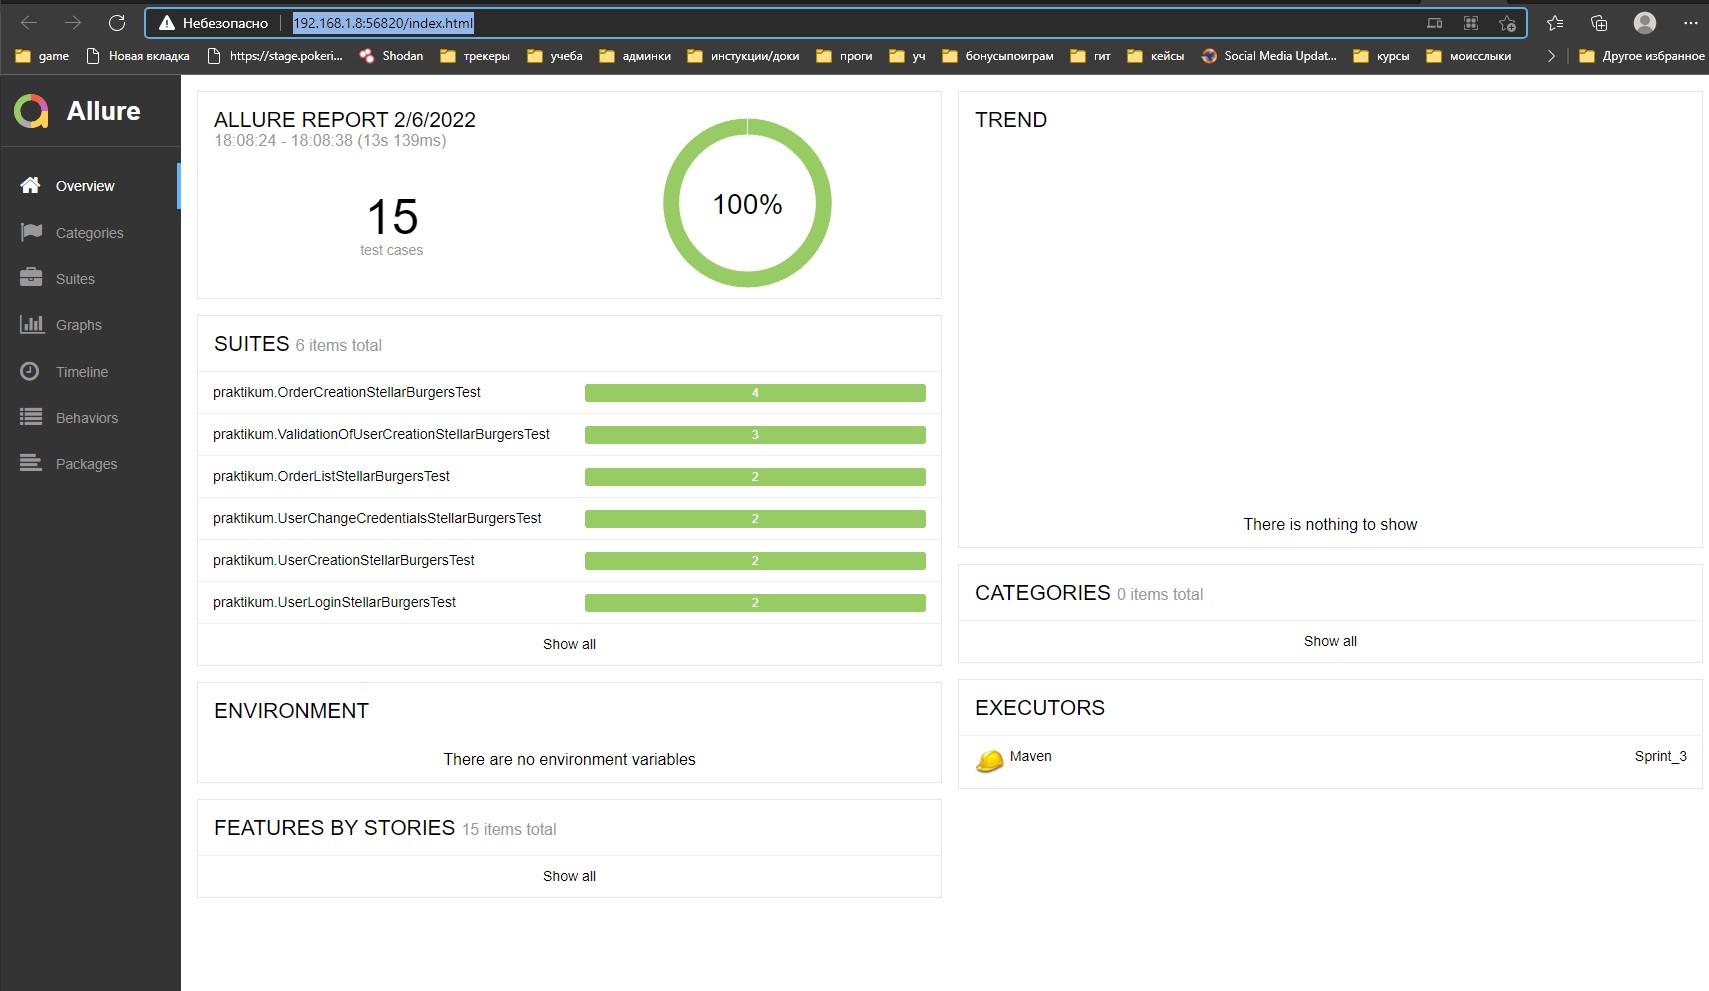 Небезопасно
192.168.1.8:56820/index.html
game
Новая вкладка
https://stage.pokeri...
Shodan
трекеры
учеба
админки
инстукции/доки
проги
уч
бонусыпоиграм
гит
кейсы
Social Media Updat...
курсы
моисслыки
Другое избранное
Allure
Overview
Categories
Suites
Graphs
Timeline
Behaviors
Packages
ALLURE REPORT 2/6/2022
18:08:24 - 18:08:38 (13s 139ms)
15
test cases
100%
SUITES 6 items total
praktikum.OrderCreationStellarBurgersTest 4
praktikum.ValidationOfUserCreationStellarBurgersTest 3
praktikum.OrderListStellarBurgersTest 2
praktikum.UserChangeCredentialsStellarBurgersTest 2
praktikum.UserCreationStellarBurgersTest 2
praktikum.UserLoginStellarBurgersTest 2
Show all
ENVIRONMENT
There are no environment variables
FEATURES BY STORIES 15 items total
Show all
TREND
There is nothing to show
CATEGORIES 0 items total
Show all
EXECUTORS
Maven Sprint_3